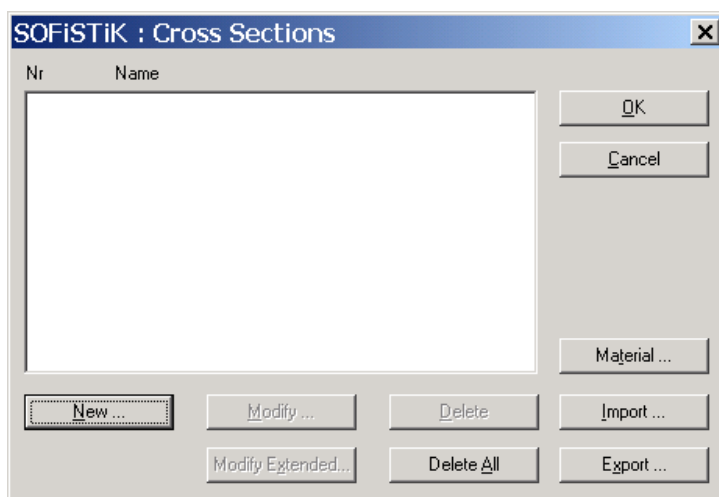 SOFiSTiK : Cross Sections
Nr Name
OK
Cancel
Material ...
New ... Modify ... Delete Import ...
Modify Extended... Delete All Export ...